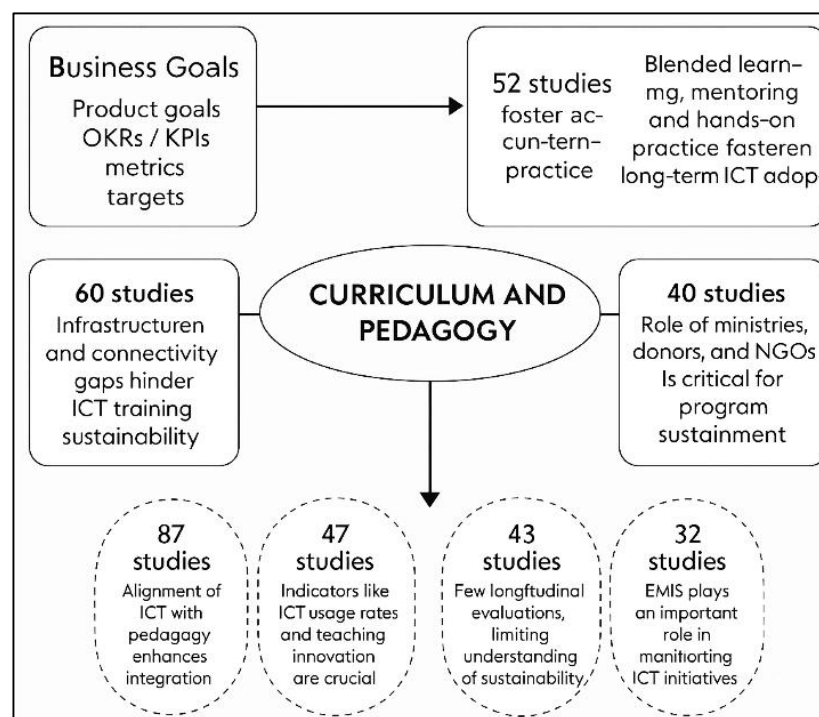 Business Goals
Product goals
OKRs / KPIs
metrics
targets
52 studies
foster ac-
cun-tern-
practice
Blended learn-
mg, mentoring
and hands-on
practice fasteren
long-term ICT adop
60 studies
Infrastructuren
and connectivity
gaps hinder
ICT training
sustainability
CURRICULUM AND
PEDAGOGY
40 studies
Role of ministries,
donors, and NGOs
Is critical for
program
sustainment
87
studies
Alignment of
ICT with
pedagagy
enhances
integration
47
studies
Indicators like
ICT usage rates
and teaching
innovation
are crucial
43
studies
Few longftudinal
evaluations,
limiting
understanding
of sustainability
32
studies
EMIS plays
an important
role in
manitmorting
ICT initiatives